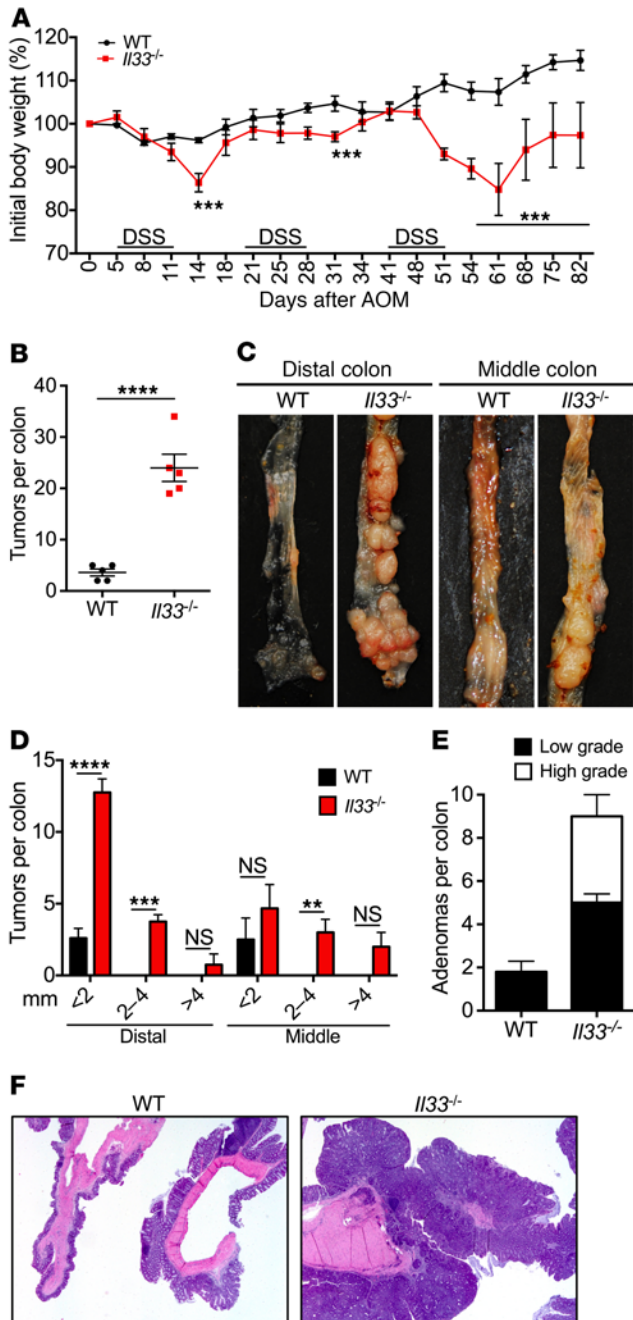 A
WT
Il33-/-
Initial body weight (%)
120
110
100
90
80
70
***
***
***
DSS
DSS
DSS
0 5 8 11 14 18 21 25 28 31 34 41 48 51 54 61 68 75 82
Days after AOM
B
****
Tumors per colon
40
30
20
10
0
WT
Il33-/-
C
Distal colon
Middle colon
WT
Il33-/-
WT
Il33-/-
D
Tumors per colon
15
10
5
0
****
***
NS
NS
**
NS
WT
Il33-/-
mm
<2 2–4 >4 <2 2–4 >4
Distal
Middle
E
Low grade
High grade
Adenomas per colon
10
8
6
4
2
0
WT
Il33-/-
F
WT
Il33-/-